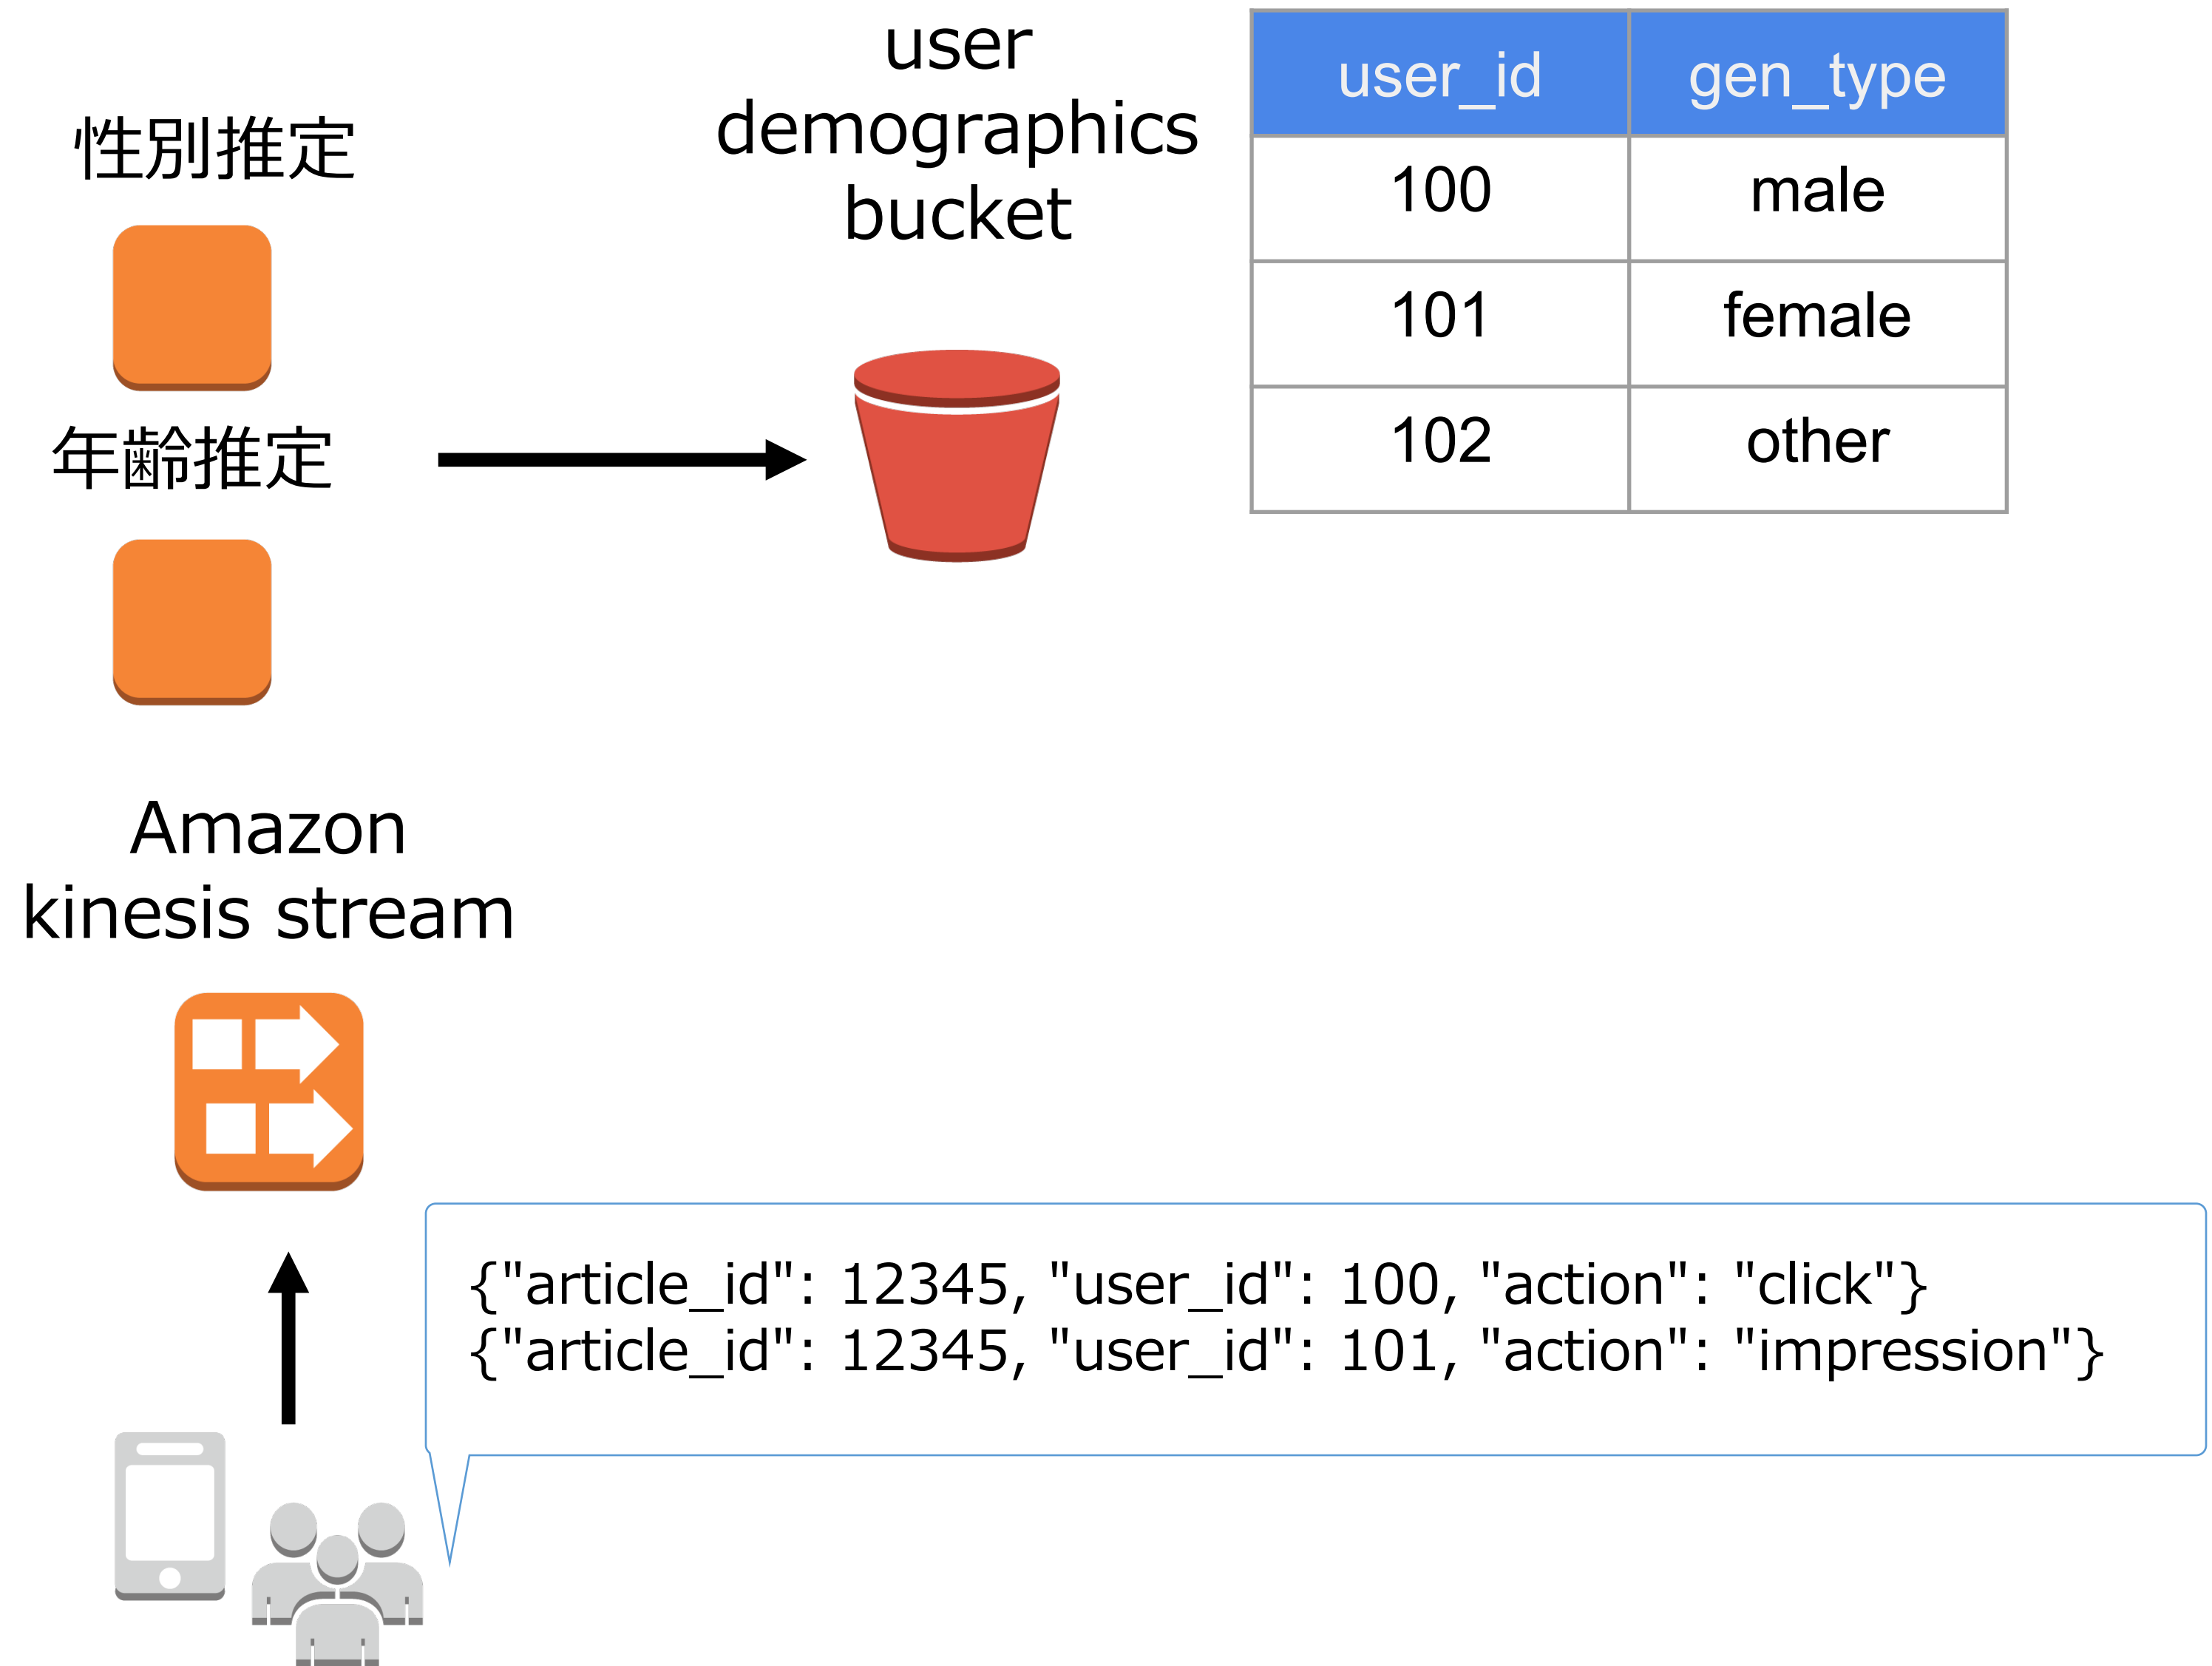 性別推定
年齢推定
user
demographics
bucket
user_id gen_type
100 male
101 female
102 other
Amazon
kinesis stream
{"article_id": 12345, "user_id": 100, "action": "click"}
{"article_id": 12345, "user_id": 101, "action": "impression"}